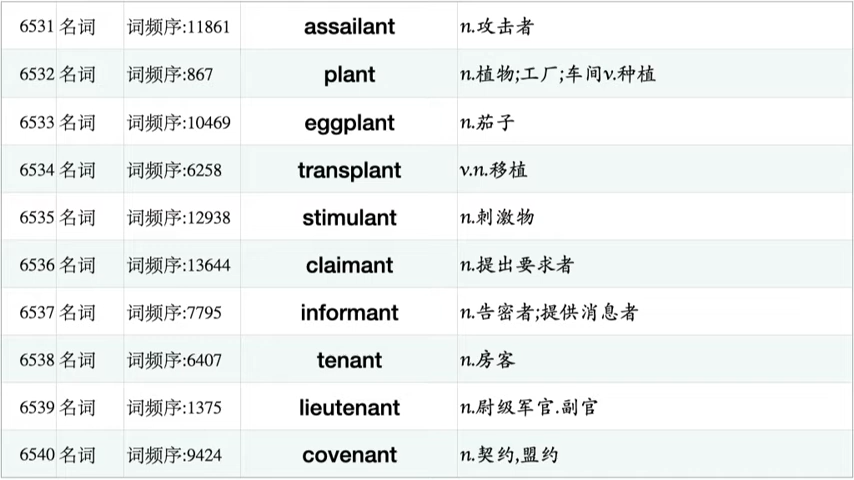 6531 名词 词频序:11861 assailant n.攻击者
6532 名词 词频序:867 plant n.植物;工厂;车间v.种植
6533 名词 词频序:10469 eggplant n.茄子
6534 名词 词频序:6258 transplant v.n.移植
6535 名词 词频序:12938 stimulant n.刺激物
6536 名词 词频序:13644 claimant n.提出要求者
6537 名词 词频序:7795 informant n.告密者;提供消息者
6538 名词 词频序:6407 tenant n.房客
6539 名词 词频序:1375 lieutenant n.尉级军官.副官
6540 名词 词频序:9424 covenant n.契约,盟约